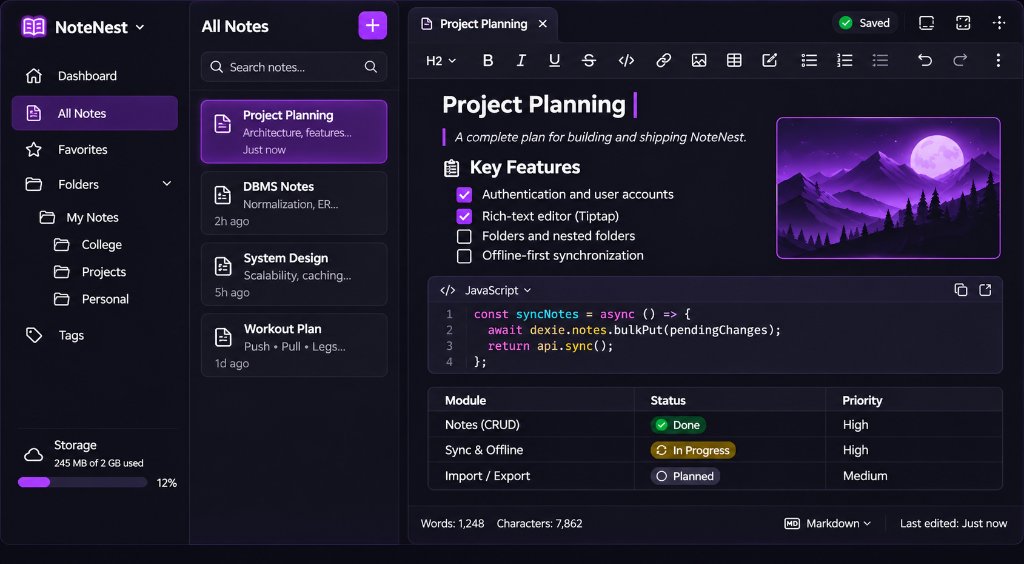 NoteNest
Dashboard
All Notes
Favorites
Folders
My Notes
College
Projects
Personal
Tags
Storage
245 MB of 2 GB used
12%
All Notes
Search notes...
Project Planning
Architecture, features...
Just now
DBMS Notes
Normalization, ER...
2h ago
System Design
Scalability, caching...
5h ago
Workout Plan
Push • Pull • Legs...
1d ago
Project Planning
Saved
H2 B I U S </>
Project Planning
A complete plan for building and shipping NoteNest.
Key Features
Authentication and user accounts
Rich-text editor (Tiptap)
Folders and nested folders
Offline-first synchronization
</> JavaScript
1 const syncNotes = async () => {
2 await dexie.notes.bulkPut(pendingChanges);
3 return api.sync();
4 };
Module Status Priority
Notes (CRUD) Done High
Sync & Offline In Progress High
Import / Export Planned Medium
Words: 1,248 Characters: 7,862 MD Markdown Last edited: Just now